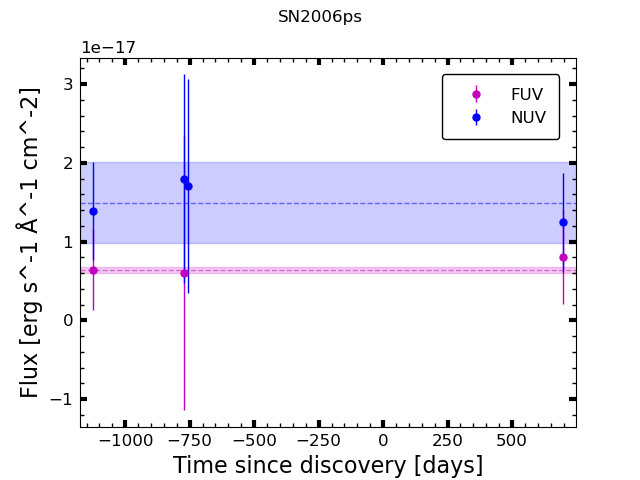 SN2006ps
1e−17
3
2
1
0
−1
FUV
NUV
Flux [erg s^-1 Å^-1 cm^-2]
−1000 −750 −500 −250 0 250 500
Time since discovery [days]